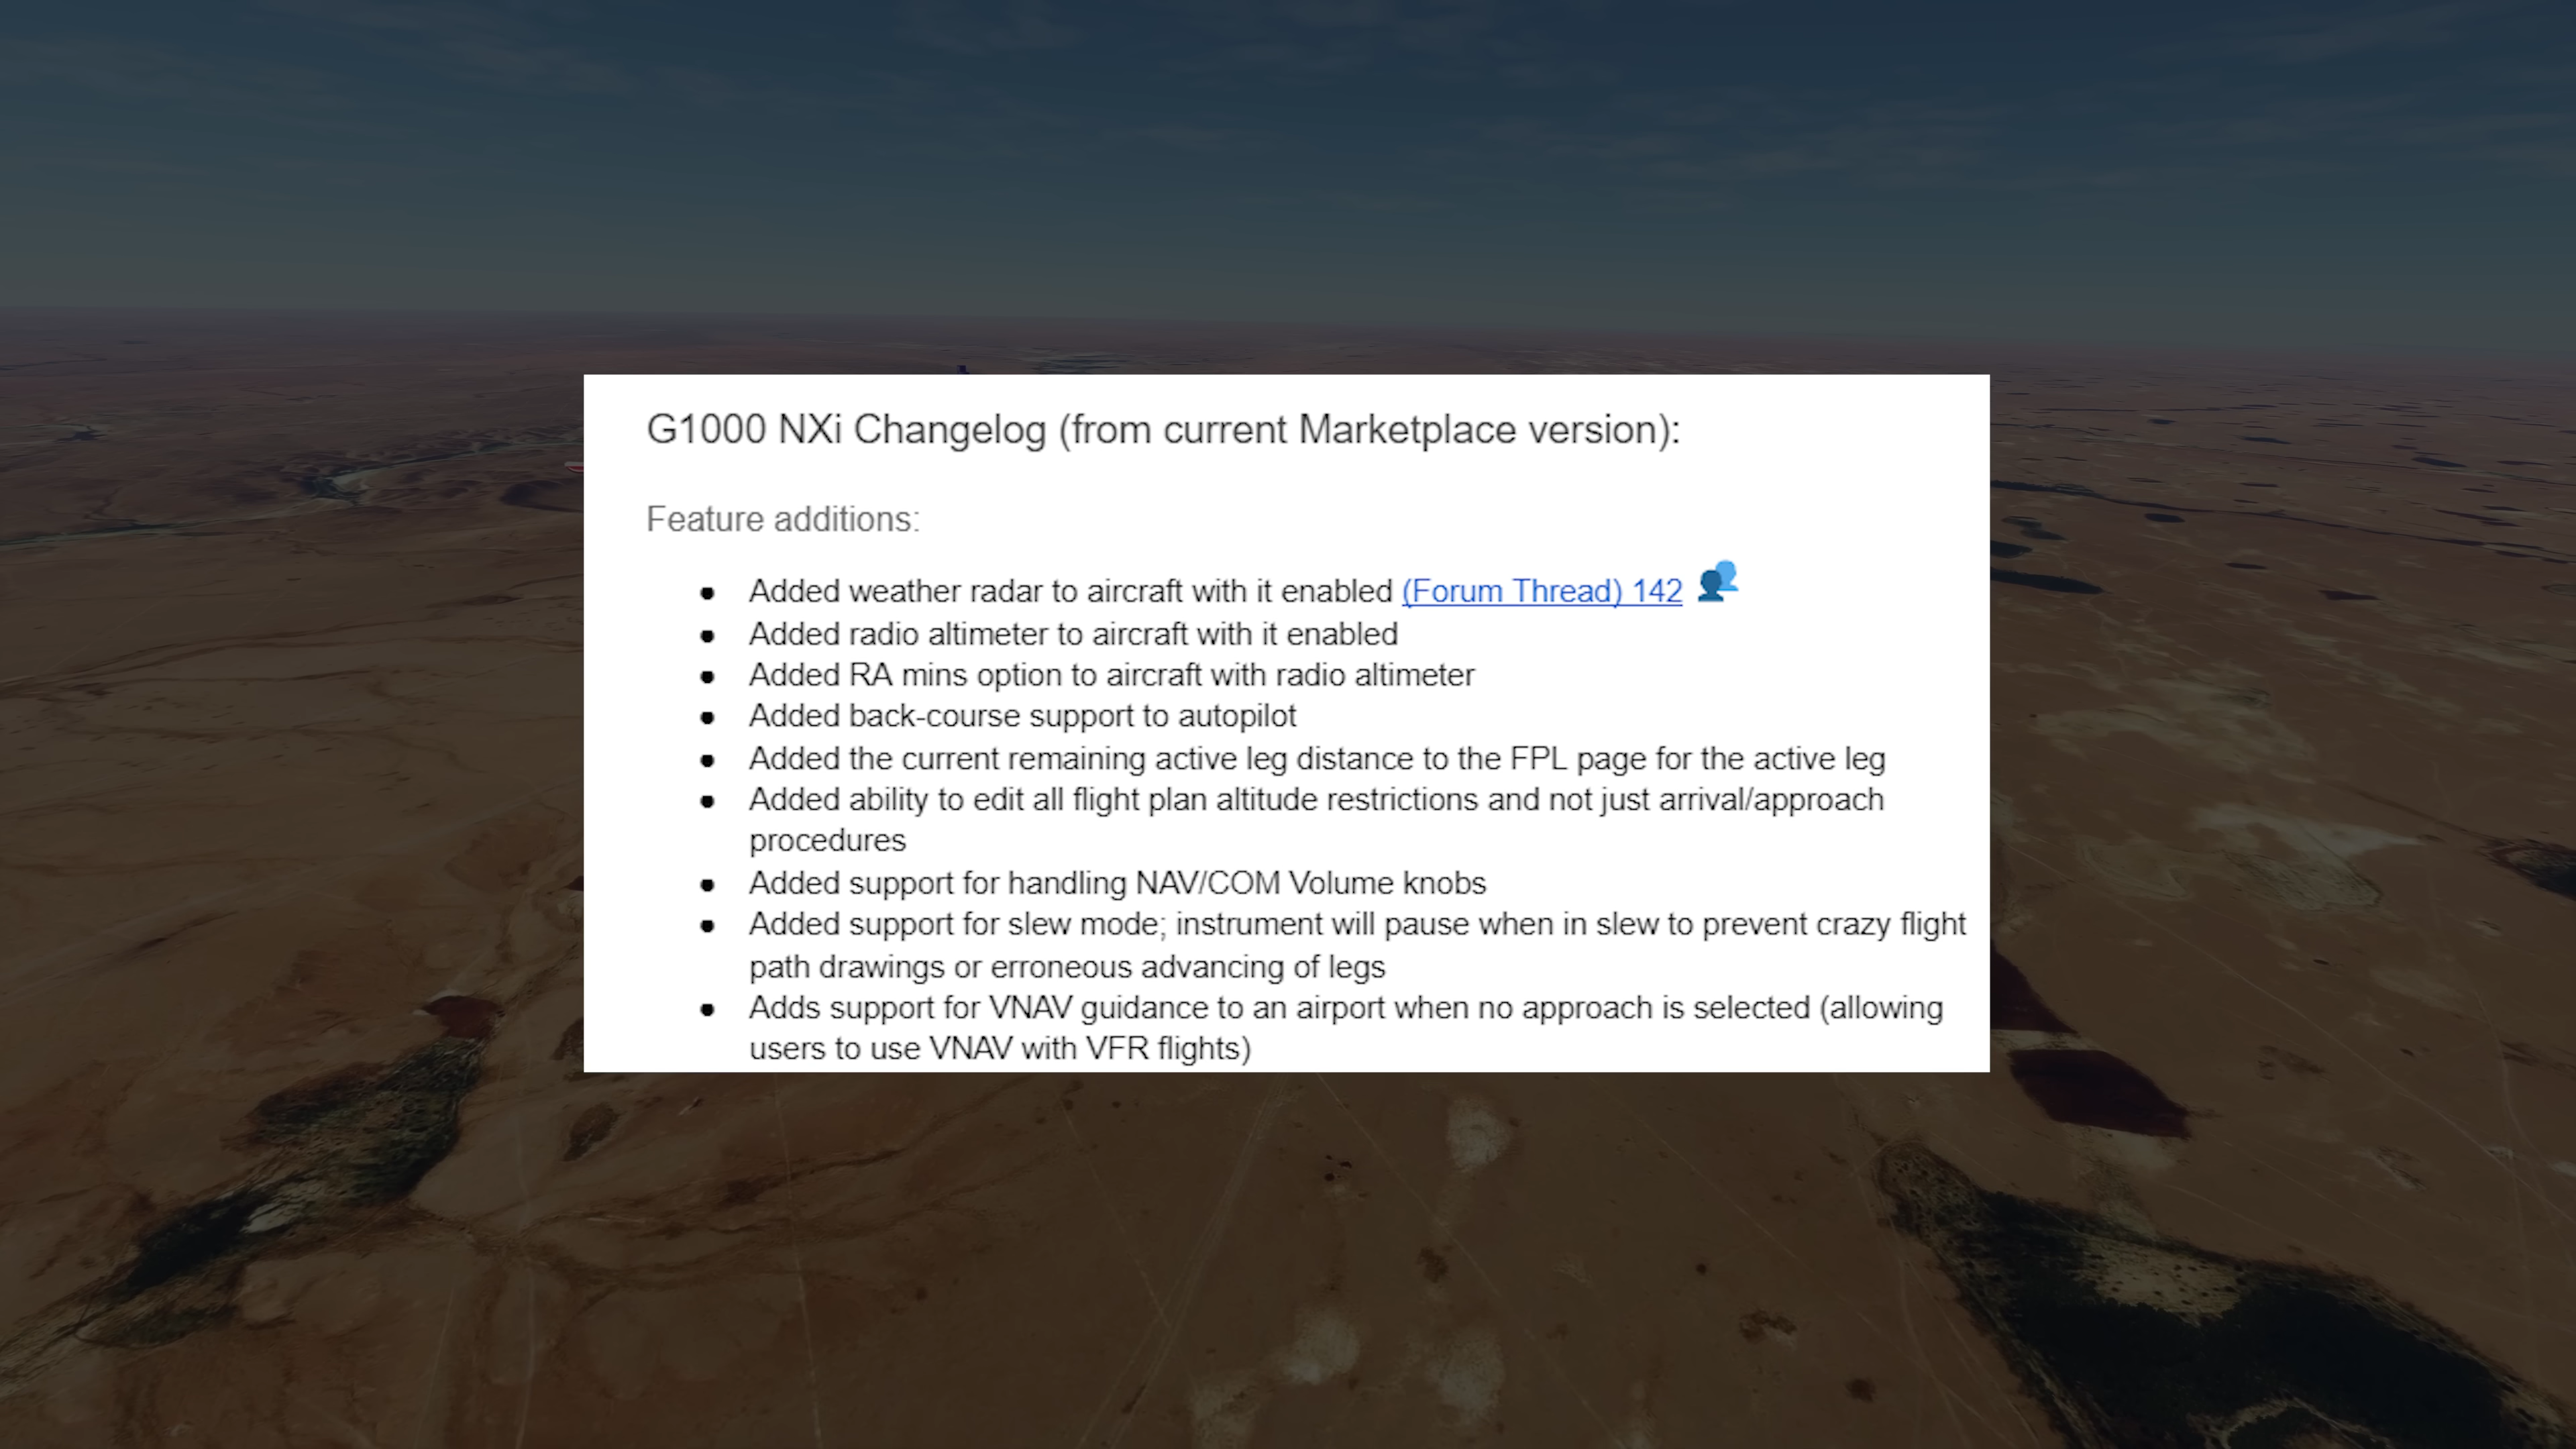 G1000 NXi Changelog (from current Marketplace version):
Feature additions:
• Added weather radar to aircraft with it enabled (Forum Thread) 142
• Added radio altimeter to aircraft with it enabled
• Added RA mins option to aircraft with radio altimeter
• Added back-course support to autopilot
• Added the current remaining active leg distance to the FPL page for the active leg
• Added ability to edit all flight plan altitude restrictions and not just arrival/approach
procedures
• Added support for handling NAV/COM Volume knobs
• Added support for slew mode; instrument will pause when in slew to prevent crazy flight
path drawings or erroneous advancing of legs
• Adds support for VNAV guidance to an airport when no approach is selected (allowing
users to use VNAV with VFR flights)